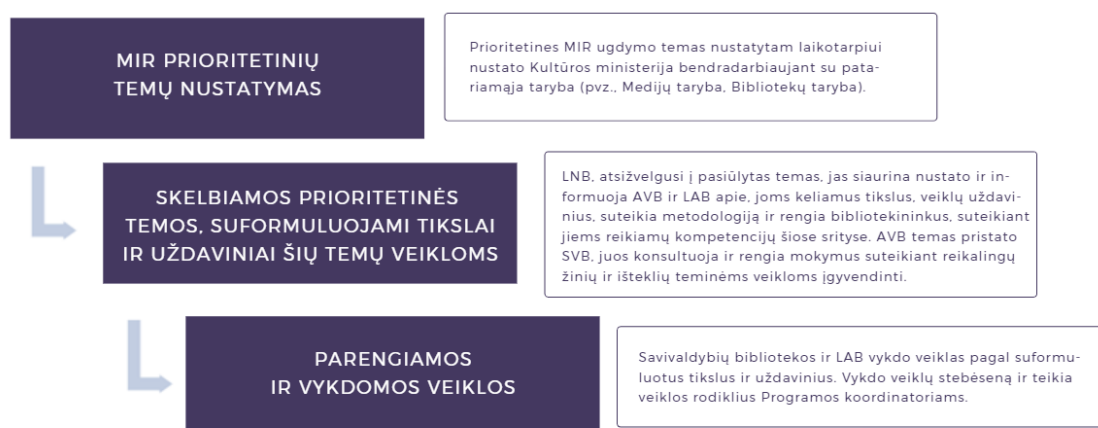 MIR PRIORITETINIŲ
TEMŲ NUSTATYMAS
Prioritetines MIR ugdymo temas nustatytam laikotarpiui
nustato Kultūros ministerija bendradarbiaujant su pata-
riamąja taryba (pvz., Medijų taryba, Bibliotekų taryba).
SKELBIAMOS PRIORITETINĖS
TEMOS, SUFORMULUOJAMI TIKSLAI
IR UŽDAVINIAI ŠIŲ TEMŲ VEIKLOMS
LNB, atsižvelgusi į pasiūlytas temas, jas siaurina nustato ir in-
formuoja AVB ir LAB apie, joms keliamus tikslus, veiklų uždavi-
nius, suteikia metodologiją ir rengia bibliotekininkus, suteikiant
jiems reikiamų kompetencijų šiose srityse. AVB temas pristato
SVB, juos konsultuoja ir rengia mokymus suteikiant reikalingų
žinių ir išteklių teminėms veikloms įgyvendinti.
PARENGIAMOS
IR VYKDOMOS VEIKLOS
Savivaldybių bibliotekos ir LAB vykdo veiklas pagal suformu-
luotus tikslus ir uždavinius. Vykdo veiklų stebėseną ir teikia
veiklos rodiklius Programos koordinatoriams.